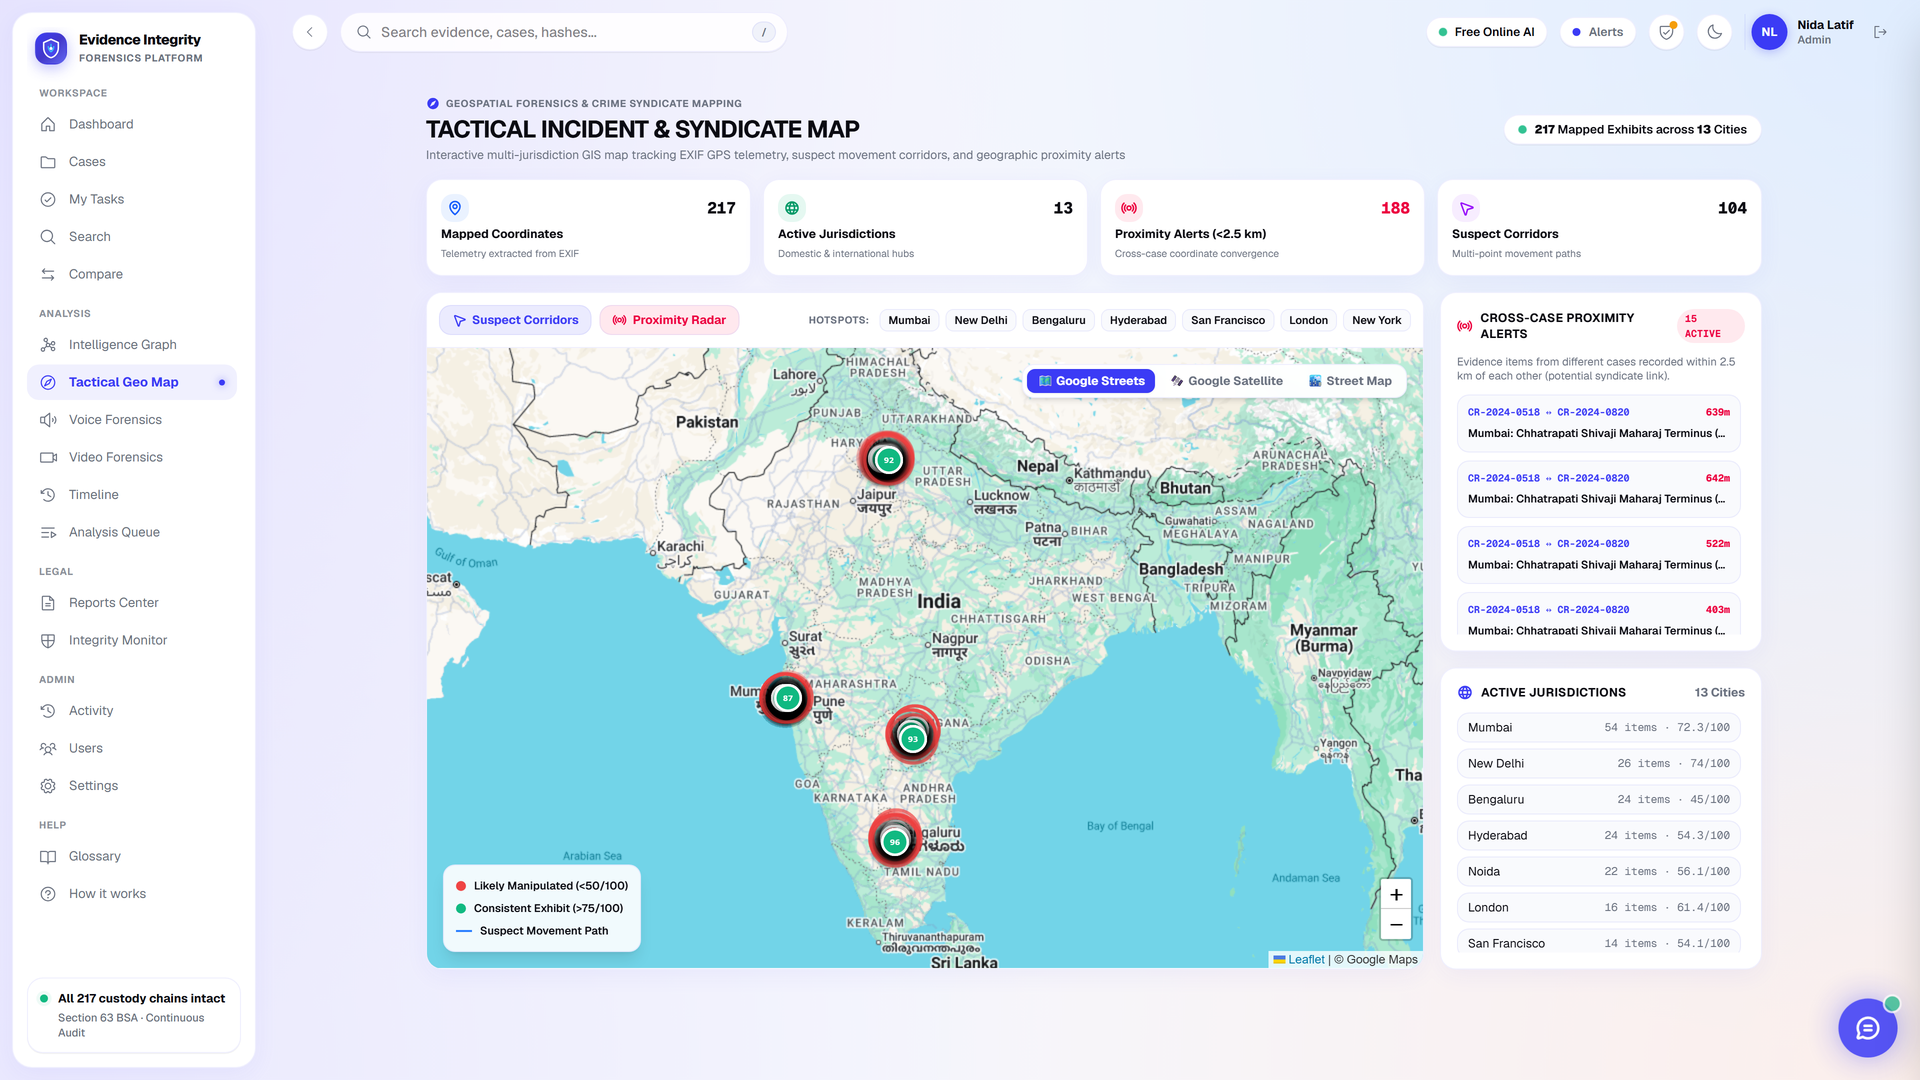 Evidence Integrity
FORENSICS PLATFORM
WORKSPACE
Dashboard
Cases
My Tasks
Search
Compare
ANALYSIS
Intelligence Graph
Tactical Geo Map
Voice Forensics
Video Forensics
Timeline
Analysis Queue
LEGAL
Reports Center
Integrity Monitor
ADMIN
Activity
Users
Settings
HELP
Glossary
How it works
All 217 custody chains intact
Section 63 BSA · Continuous
Audit
Search evidence, cases, hashes...
/
Free Online AI
Alerts
NL
Nida Latif
Admin
GEOSPATIAL FORENSICS & CRIME SYNDICATE MAPPING
TACTICAL INCIDENT & SYNDICATE MAP
Interactive multi-jurisdiction GIS map tracking EXIF GPS telemetry, suspect movement corridors, and geographic proximity alerts
217 Mapped Exhibits across 13 Cities
217
Mapped Coordinates
Telemetry extracted from EXIF
13
Active Jurisdictions
Domestic & international hubs
188
Proximity Alerts (<2.5 km)
Cross-case coordinate convergence
104
Suspect Corridors
Multi-point movement paths
Suspect Corridors
Proximity Radar
HOTSPOTS:
Mumbai
New Delhi
Bengaluru
Hyderabad
San Francisco
London
New York
Google Streets
Google Satellite
Street Map
HIMACHAL
PRADESH
Lahore
لاہور
PUNJAB
UTTARAKHAND
Pakistan
HARY
92
UTTAR
PRADESH
Nepal
Kathmandu
काठमाडौं
ARUNACHAL
PRADESH
Bhutan
RAJASTHAN
Jaipur
जयपुर
Lucknow
लखनऊ
ASSAM
Guwahati
NAGALAND
MEGHALAYA
Patna
पटना
BIHAR
Karachi
کراچی
MANIPUR
Gulf of Oman
Bangladesh
scat
GUJARAT
MADHYA
PRADESH
JHARKHAND
WEST BENGAL
TRIPURA
MIZORAM
India
CHHATTISGARH
Surat
सुरत
Nagpur
नागपूर
Myanmar
(Burma)
ODISHA
Naypyidaw
MAHARASHTRA
Mum
87
Pune
पुणे
GANA
93
Yangon
ရန်ကုန်
Tha
GOA
KARNATAKA
ANDHRA
PRADESH
galuru
96
Bay of Bengal
Arabian Sea
TAMIL NADU
Andaman Sea
KERALAM
Thiruvananthapuram
തിരുവനന്തപുരം
Sri Lanka
Likely Manipulated (<50/100)
Consistent Exhibit (>75/100)
Suspect Movement Path
+
−
Leaflet | © Google Maps
CROSS-CASE PROXIMITY
ALERTS
15
ACTIVE
Evidence items from different cases recorded within 2.5
km of each other (potential syndicate link).
CR-2024-0518 ↔ CR-2024-0820 639m
Mumbai: Chhatrapati Shivaji Maharaj Terminus (...
CR-2024-0518 ↔ CR-2024-0820 642m
Mumbai: Chhatrapati Shivaji Maharaj Terminus (...
CR-2024-0518 ↔ CR-2024-0820 522m
Mumbai: Chhatrapati Shivaji Maharaj Terminus (...
CR-2024-0518 ↔ CR-2024-0820 403m
Mumbai: Chhatrapati Shivaji Maharaj Terminus (...
ACTIVE JURISDICTIONS 13 Cities
Mumbai 54 items · 72.3/100
New Delhi 26 items · 74/100
Bengaluru 24 items · 45/100
Hyderabad 24 items · 54.3/100
Noida 22 items · 56.1/100
London 16 items · 61.4/100
San Francisco 14 items · 54.1/100